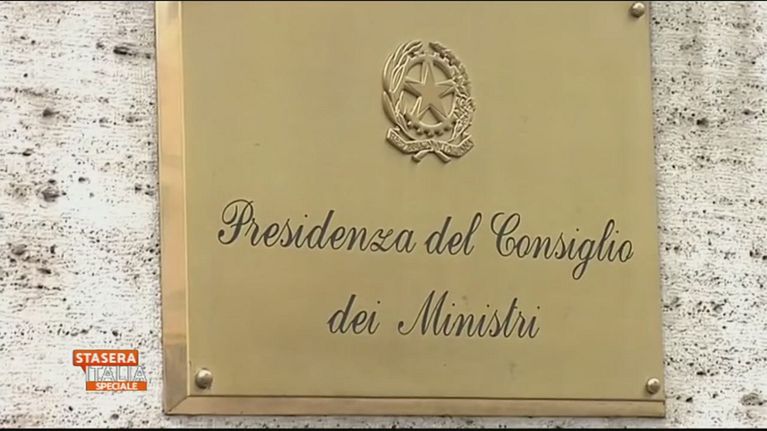 Presidenza del Consiglio
dei Ministri
STASERA
ITALIA
SPECIALE